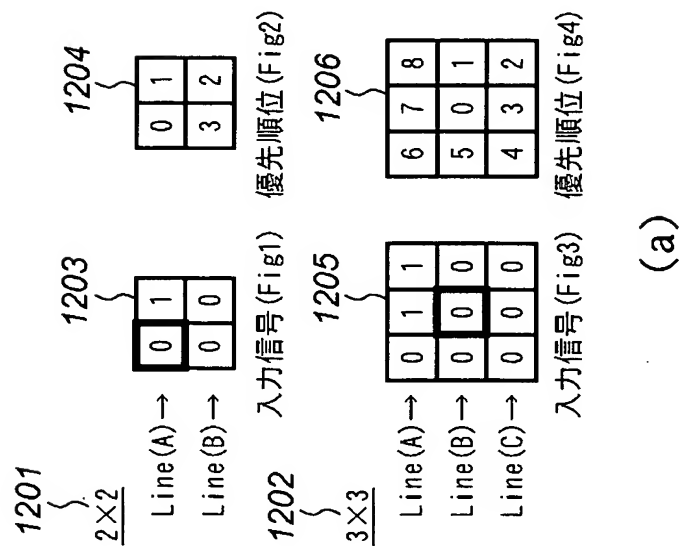 1201
2×2
1203
1204
Line(A)→ 0 1
Line(B)→ 0 0
0 1
3 2
入力信号(Fig1)
優先順位(Fig2)
1202
3×3
1205
1206
Line(A)→ 0 1 1
Line(B)→ 0 0 0
Line(C)→ 0 0 0
6 7 8
5 0 1
4 3 2
入力信号(Fig3)
優先順位(Fig4)
(a)